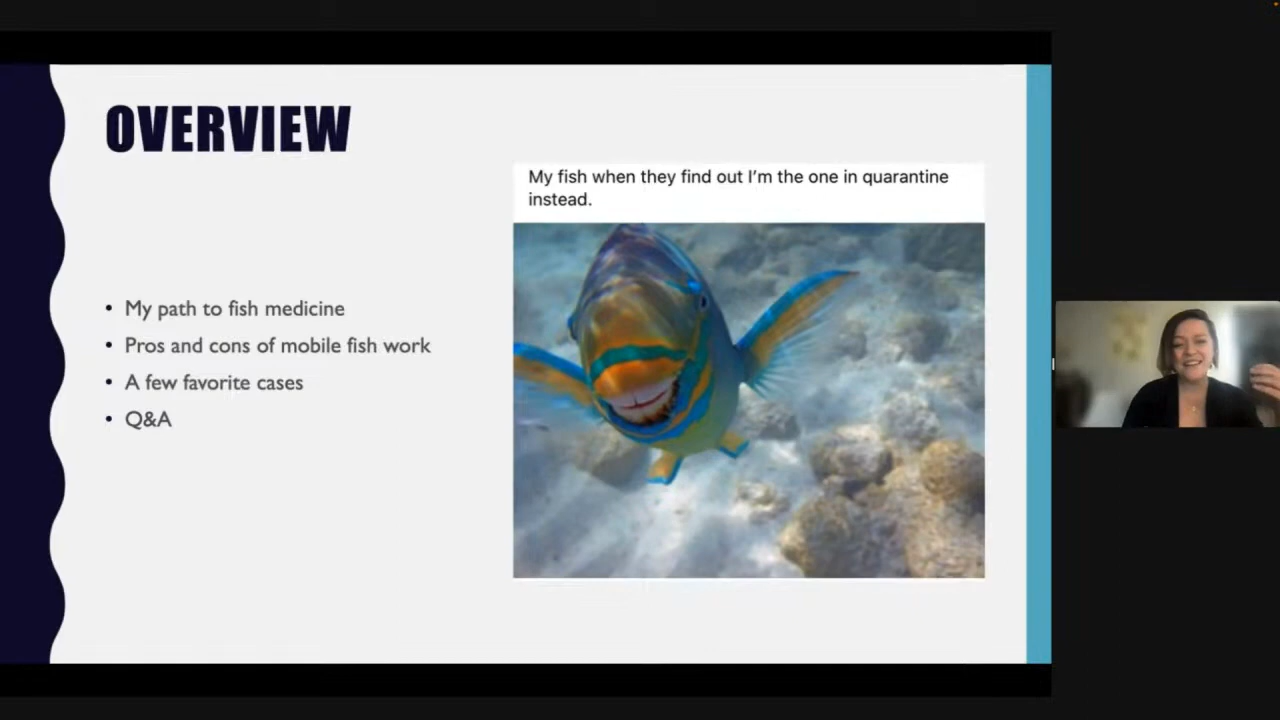 OVERVIEW
My fish when they find out I’m the one in quarantine
instead.
• My path to fish medicine
• Pros and cons of mobile fish work
• A few favorite cases
• Q&A